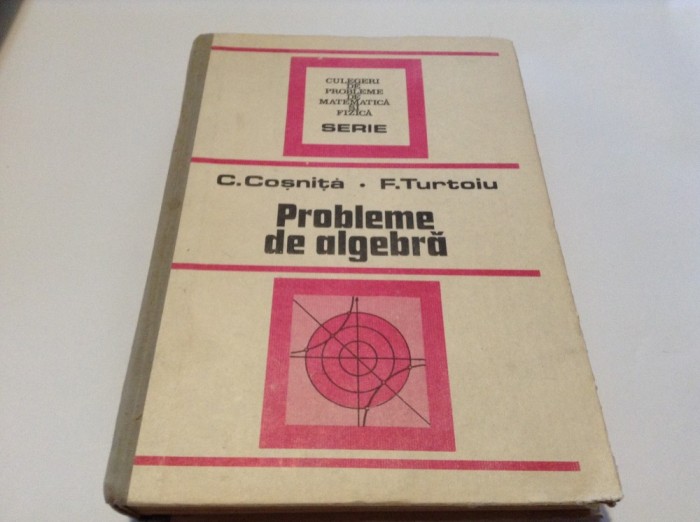 CULEGERI
DE
PROBLEME
DE
MATEMATICĂ
ȘI
FIZICĂ
SERIE
C.Coșniță · F.Turtoiu
Probleme
de algebră